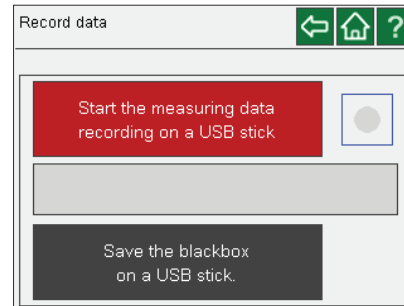 Record data
?
Start the measuring data
recording on a USB stick
Save the blackbox
on a USB stick.